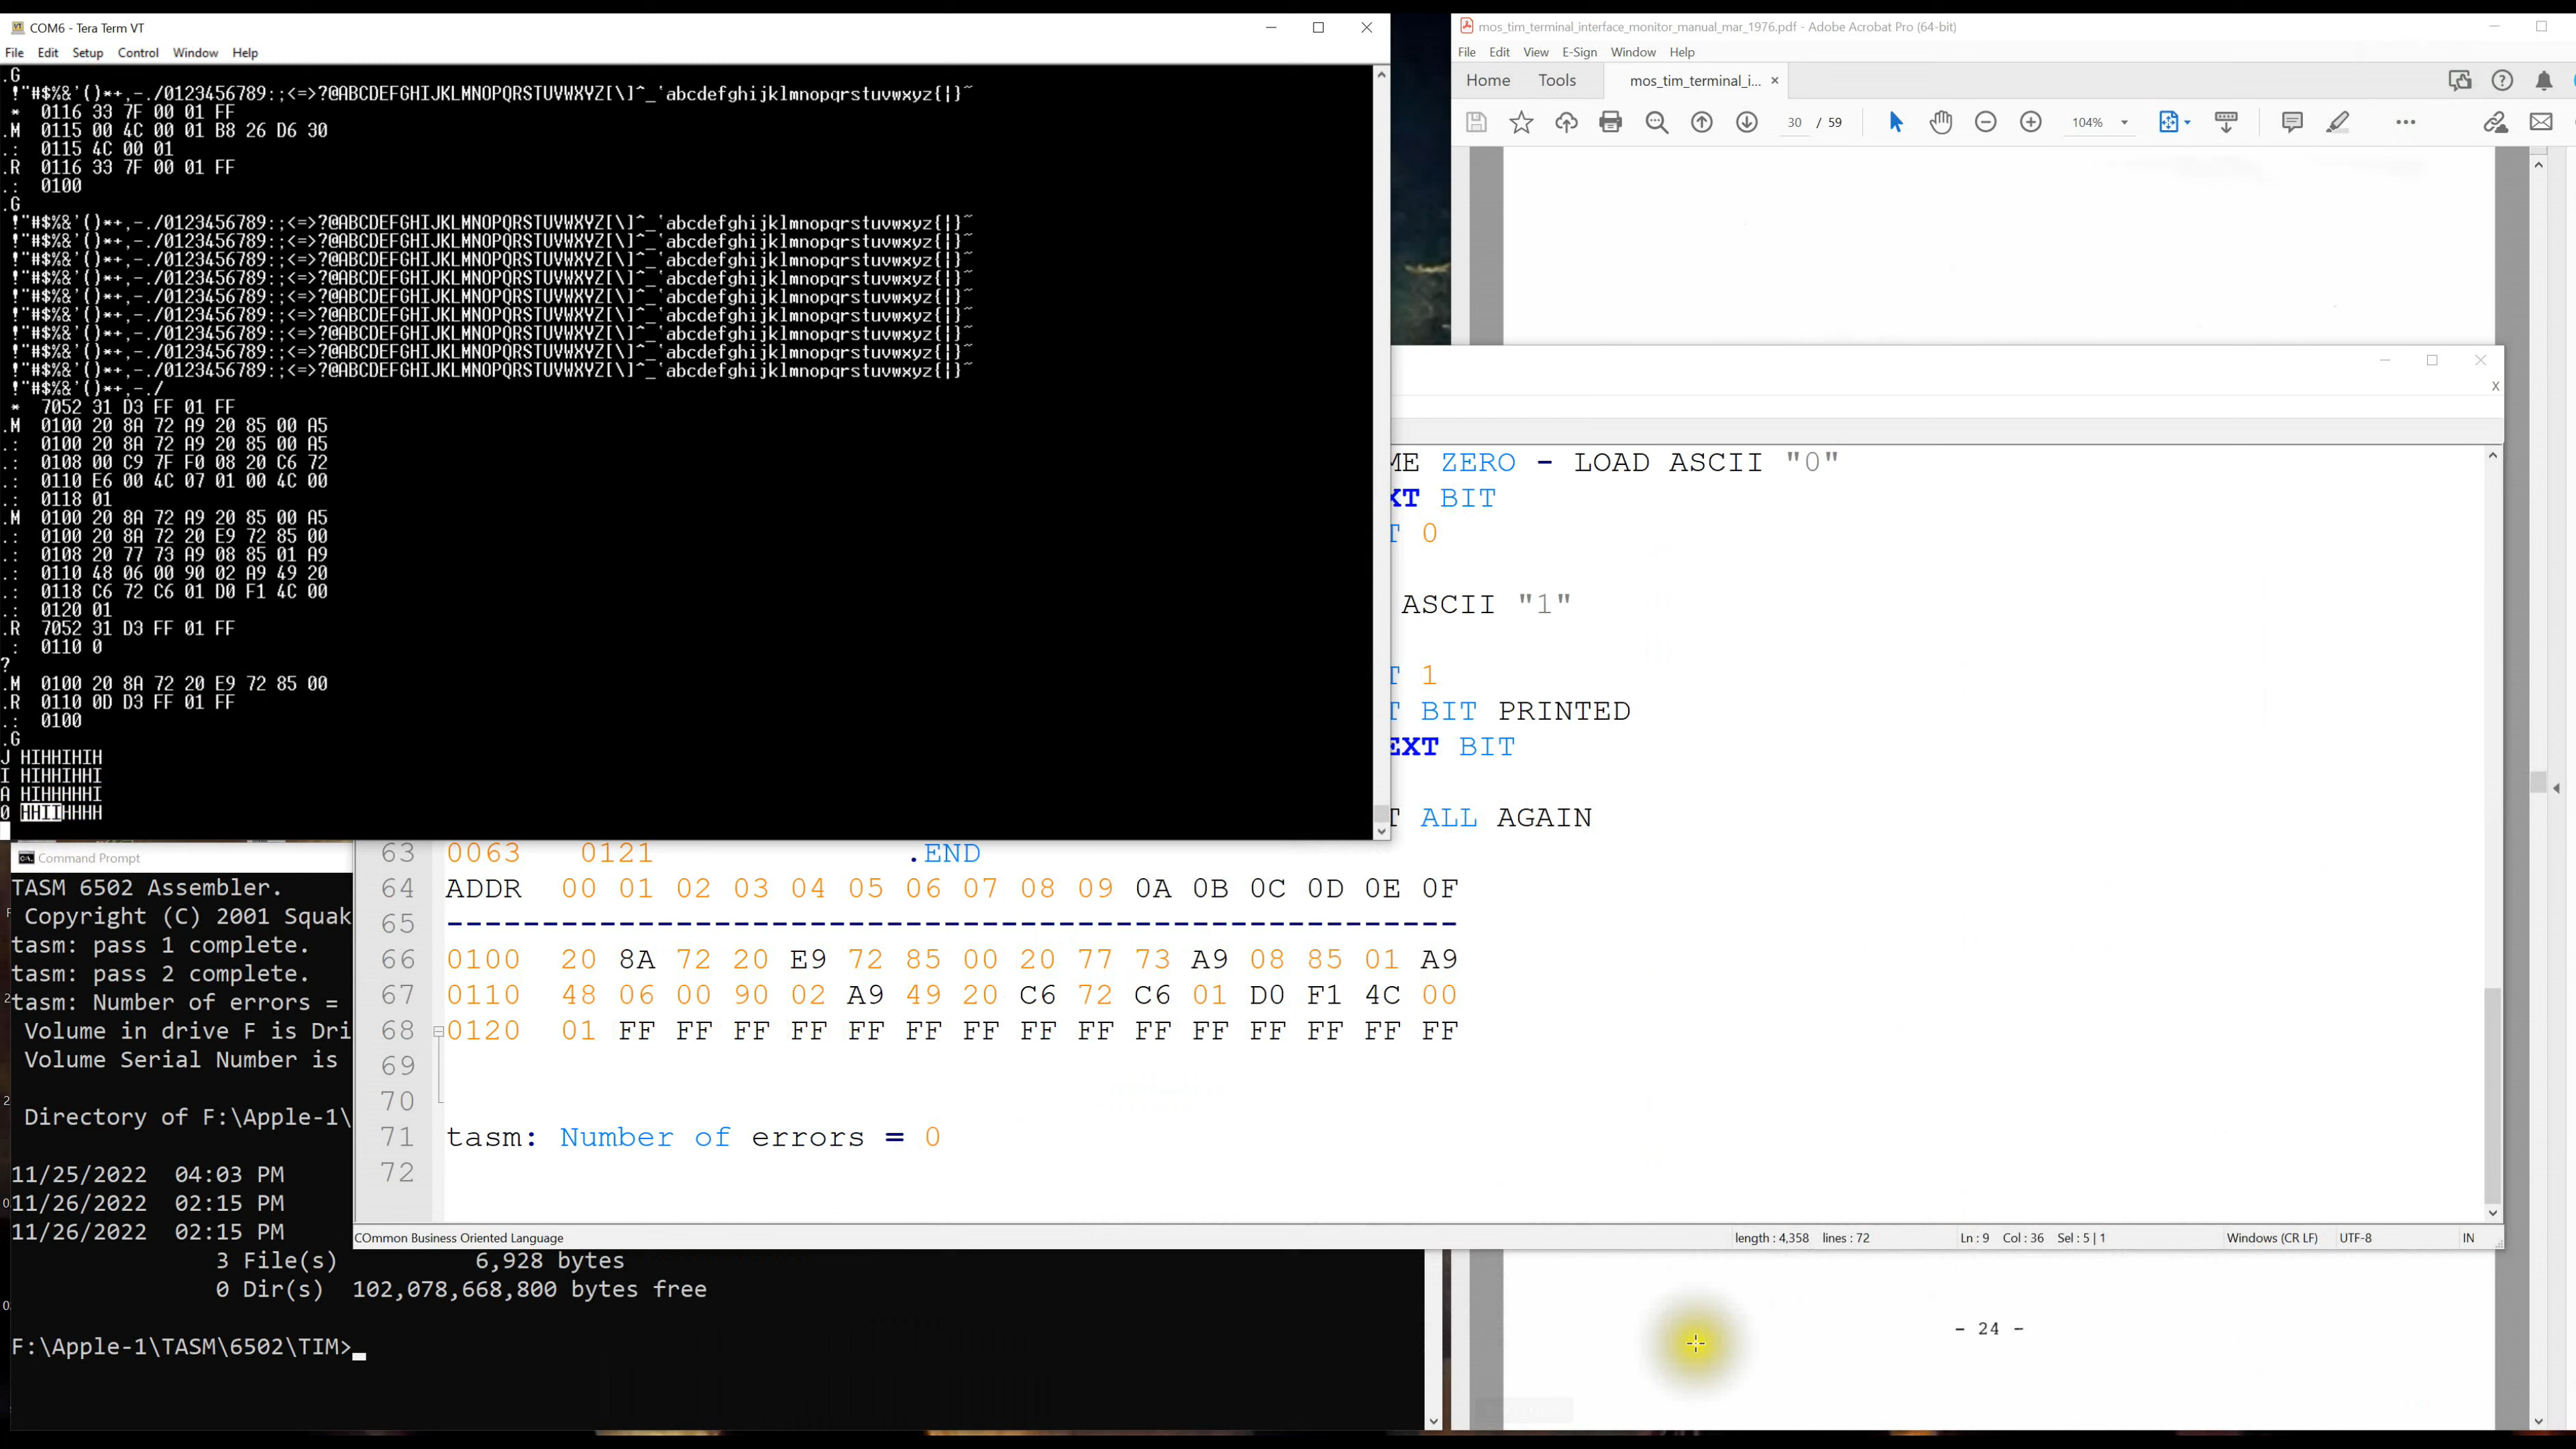 COM6 - Tera Term VT
File Edit Setup Control Window Help
.G
 !"#$%&'()*+,-./0123456789:;<=>?@ABCDEFGHIJKLMNOPQRSTUVWXYZ[\]^_`abcdefghijklmnopqrstuvwxyz{|}~
* 0116 33 7F 00 01 FF
.M 0115 00 4C 00 01 B8 26 D6 30
.: 0115 4C 00 01
.R 0116 33 7F 00 01 FF
.: 0100
.G
 !"#$%&'()*+,-./0123456789:;<=>?@ABCDEFGHIJKLMNOPQRSTUVWXYZ[\]^_`abcdefghijklmnopqrstuvwxyz{|}~
 !"#$%&'()*+,-./0123456789:;<=>?@ABCDEFGHIJKLMNOPQRSTUVWXYZ[\]^_`abcdefghijklmnopqrstuvwxyz{|}~
 !"#$%&'()*+,-./0123456789:;<=>?@ABCDEFGHIJKLMNOPQRSTUVWXYZ[\]^_`abcdefghijklmnopqrstuvwxyz{|}~
 !"#$%&'()*+,-./0123456789:;<=>?@ABCDEFGHIJKLMNOPQRSTUVWXYZ[\]^_`abcdefghijklmnopqrstuvwxyz{|}~
 !"#$%&'()*+,-./0123456789:;<=>?@ABCDEFGHIJKLMNOPQRSTUVWXYZ[\]^_`abcdefghijklmnopqrstuvwxyz{|}~
 !"#$%&'()*+,-./0123456789:;<=>?@ABCDEFGHIJKLMNOPQRSTUVWXYZ[\]^_`abcdefghijklmnopqrstuvwxyz{|}~
 !"#$%&'()*+,-./0123456789:;<=>?@ABCDEFGHIJKLMNOPQRSTUVWXYZ[\]^_`abcdefghijklmnopqrstuvwxyz{|}~
 !"#$%&'()*+,-./0123456789:;<=>?@ABCDEFGHIJKLMNOPQRSTUVWXYZ[\]^_`abcdefghijklmnopqrstuvwxyz{|}~
 !"#$%&'()*+,-./0123456789:;<=>?@ABCDEFGHIJKLMNOPQRSTUVWXYZ[\]^_`abcdefghijklmnopqrstuvwxyz{|}~
 !"#$%&'()*+,-./
* 7052 31 D3 FF 01 FF
.M 0100 20 8A 72 A9 20 85 00 A5
.: 0100 20 8A 72 A9 20 85 00 A5
.: 0108 00 C9 7F F0 08 20 C6 72
.: 0110 E6 00 4C 07 01 00 4C 00
.: 0118 01
.M 0100 20 8A 72 A9 20 85 00 A5
.: 0100 20 8A 72 20 E9 72 85 00
.: 0108 20 77 73 A9 08 85 01 A9
.: 0110 48 06 00 90 02 A9 49 20
.: 0118 C6 72 C6 01 D0 F1 4C 00
.: 0120 01
.R 7052 31 D3 FF 01 FF
: 0110 0
?
.M 0100 20 8A 72 20 E9 72 85 00
.R 0110 0D D3 FF 01 FF
.: 0100
.G
J HIHHIHIH
I HIHHIHHI
A HIHHHHHI
0 HHIIHHHH
mos_tim_terminal_interface_monitor_manual_mar_1976.pdf - Adobe Acrobat Pro (64-bit)
File Edit View E-Sign Window Help
Home Tools mos_tim_terminal_i... ×
30 / 59 104%
ME ZERO - LOAD ASCII "0"
XT BIT
T 0
ASCII "1"
T 1
T BIT PRINTED
EXT BIT
T ALL AGAIN
63 0063 0121 .END
64 ADDR 00 01 02 03 04 05 06 07 08 09 0A 0B 0C 0D 0E 0F
65 -----------------------------------------------------
66 0100 20 8A 72 20 E9 72 85 00 20 77 73 A9 08 85 01 A9
67 0110 48 06 00 90 02 A9 49 20 C6 72 C6 01 D0 F1 4C 00
68 0120 01 FF FF FF FF FF FF FF FF FF FF FF FF FF FF FF
69
70
71 tasm: Number of errors = 0
72
COmmon Business Oriented Language length : 4,358 lines : 72 Ln : 9 Col : 36 Sel : 5 | 1 Windows (CR LF) UTF-8 IN
Command Prompt
TASM 6502 Assembler.
Copyright (C) 2001 Squak
tasm: pass 1 complete.
tasm: pass 2 complete.
tasm: Number of errors =
Volume in drive F is Dri
Volume Serial Number is
Directory of F:\Apple-1\
11/25/2022 04:03 PM
11/26/2022 02:15 PM
11/26/2022 02:15 PM
3 File(s) 6,928 bytes
0 Dir(s) 102,078,668,800 bytes free
F:\Apple-1\TASM\6502\TIM>
- 24 -